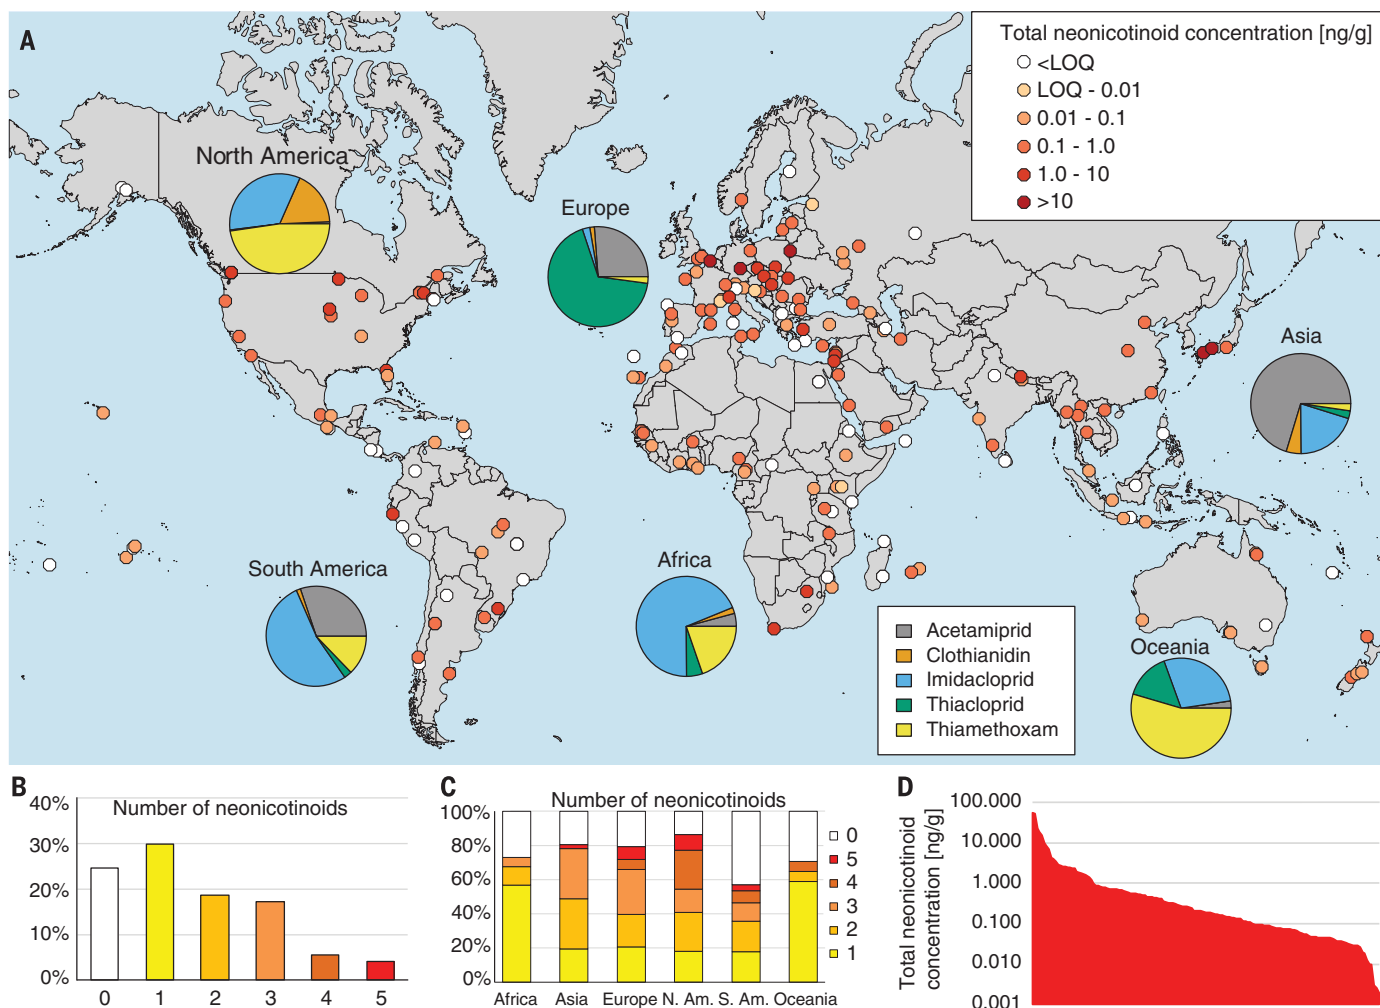 A
Total neonicotinoid concentration [ng/g]
<LOQ
LOQ - 0.01
0.01 - 0.1
0.1 - 1.0
1.0 - 10
>10
North America
Europe
Asia
South America
Africa
Oceania
Acetamiprid
Clothianidin
Imidacloprid
Thiacloprid
Thiamethoxam
B
Number of neonicotinoids
40%
30%
20%
10%
0%
0 1 2 3 4 5
C
Number of neonicotinoids
100%
80%
60%
40%
20%
0%
Africa Asia Europe N. Am. S. Am. Oceania
0
5
4
3
2
1
D
Total neonicotinoid
concentration [ng/g]
100.000
10.000
1.000
0.100
0.010
0.001